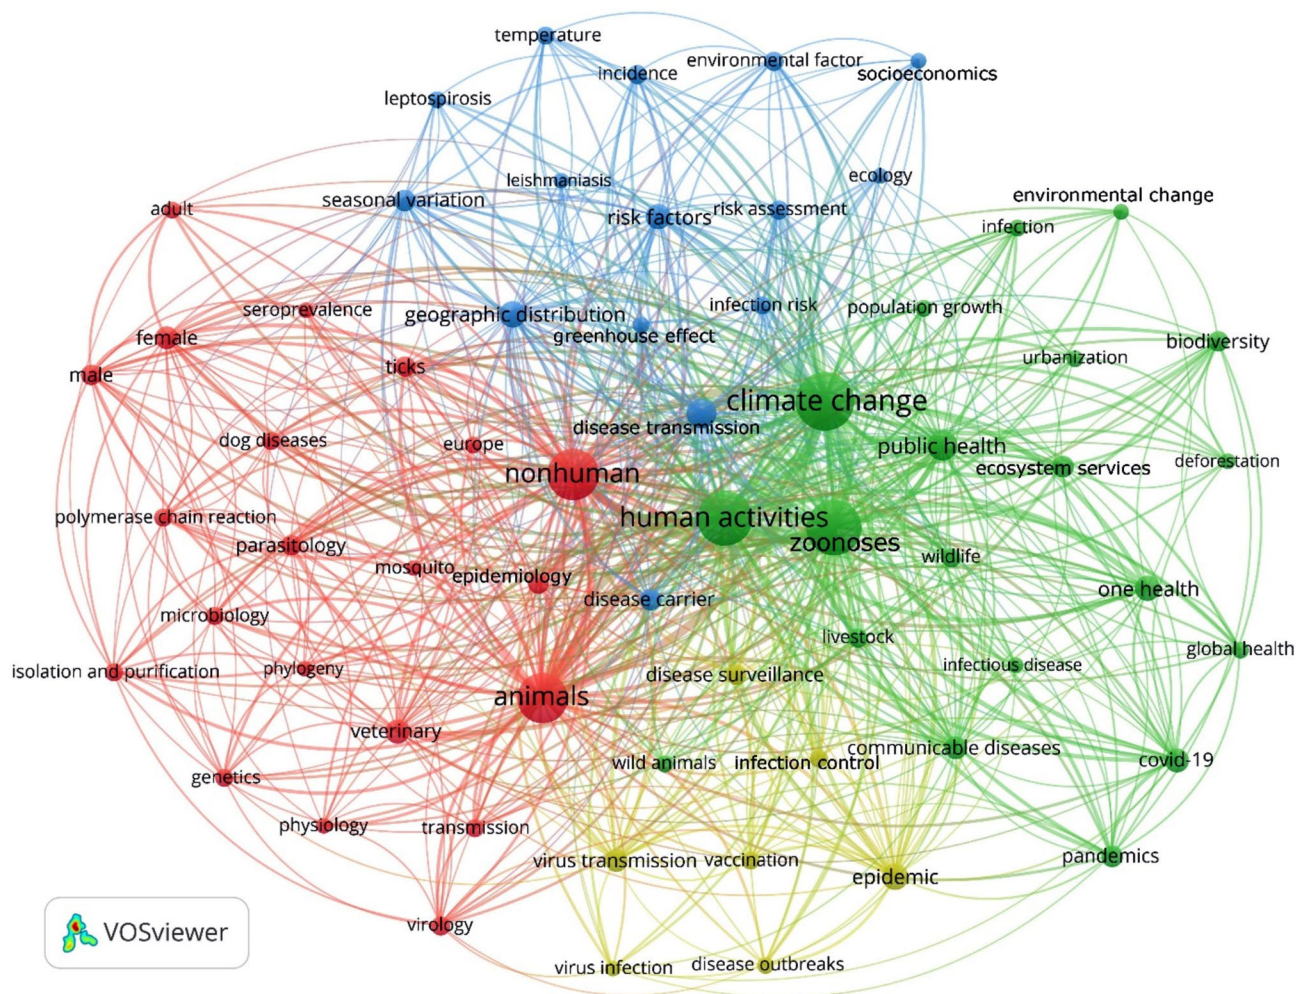 temperature
environmental factor
incidence
socioeconomics
leptospirosis
leishmaniasis
ecology
seasonal variation
environmental change
adult
risk factors
risk assessment
infection
seroprevalence
geographic distribution
infection risk
population growth
greenhouse effect
female
biodiversity
male
ticks
urbanization
climate change
disease transmission
dog diseases
europe
public health
nonhuman
ecosystem services
deforestation
polymerase chain reaction
human activities
parasitology
zoonoses
wildlife
mosquito
epidemiology
disease carrier
one health
microbiology
livestock
global health
isolation and purification
phylogeny
disease surveillance
infectious disease
animals
veterinary
communicable diseases
wild animals
infection control
covid-19
genetics
physiology
transmission
virus transmission
vaccination
pandemics
epidemic
virology
VOSviewer
virus infection
disease outbreaks